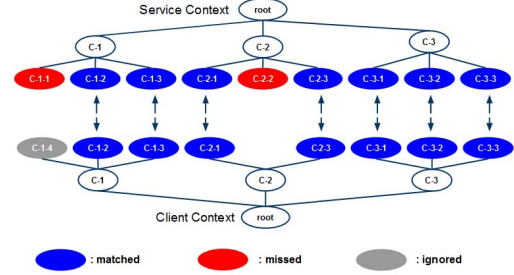 Service Context root
C-1 C-2 C-3
C-1-1 C-1-2 C-1-3 C-2-1 C-2-2 C-2-3 C-3-1 C-3-2 C-3-3
C-1-4 C-1-2 C-1-3 C-2-1 C-2-3 C-3-1 C-3-2 C-3-3
C-1 C-2 C-3
Client Context root
: matched : missed : ignored